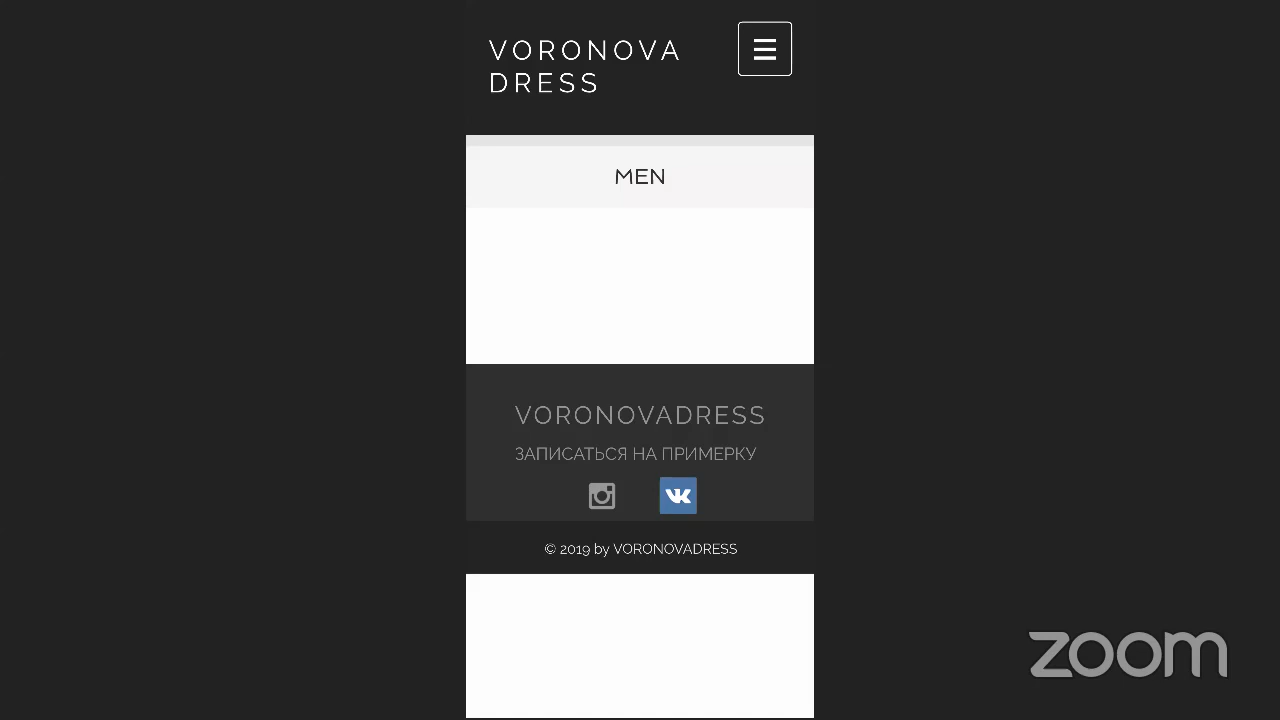 VORONOVA
DRESS
MEN
VORONOVADRESS
ЗАПИСАТЬСЯ НА ПРИМЕРКУ
© 2019 by VORONOVADRESS
zoom